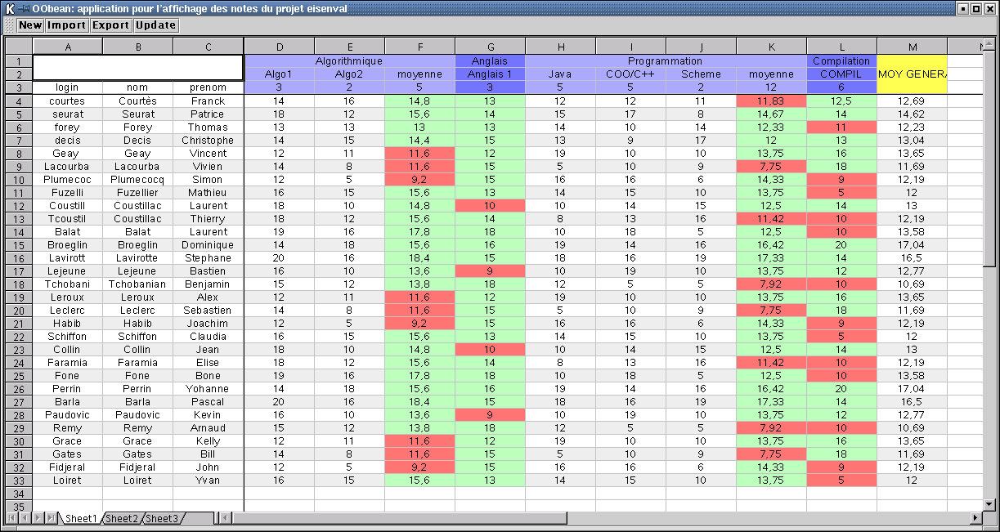 OObean: application pour l'affichage des notes du projet eisenval
New Import Export Update
A B C D E F G H I J K L M N
1 Algorithmique Anglais Programmation Compilation
2 Algo1 Algo2 moyenne Anglais 1 Java COO/C++ Scheme moyenne COMPIL MOY GENERA
3 login nom prenom 3 2 5 3 5 5 2 12 6
4 courtes Courtès Franck 14 16 14,8 13 12 12 11 11,83 12,5 12,69
5 seurat Seurat Patrice 18 12 15,6 14 15 17 8 14,67 14 14,62
6 forey Forey Thomas 13 13 13 13 14 10 14 12,33 11 12,23
7 decis Decis Christophe 14 15 14,4 15 13 9 17 12 13 13,04
8 Geay Geay Vincent 12 11 11,6 12 19 10 10 13,75 16 13,65
9 Lacourba Lacourba Vivien 14 8 11,6 15 5 10 9 7,75 18 11,69
10 Plumecoc Plumecocq Simon 12 5 9,2 15 16 16 6 14,33 9 12,19
11 Fuzelli Fuzellier Mathieu 16 15 15,6 13 14 15 10 13,75 5 12
12 Coustill Coustillac Laurent 18 10 14,8 10 10 14 15 12,5 14 13
13 Tcoustil Coustillac Thierry 18 12 15,6 14 8 13 16 11,42 10 12,19
14 Balat Balat Laurent 19 16 17,8 18 10 18 5 12,5 10 13,58
15 Broeglin Broeglin Dominique 14 18 15,6 16 19 14 16 16,42 20 17,04
16 Lavirott Lavirotte Stephane 20 16 18,4 15 18 16 19 17,33 14 16,5
17 Lejeune Lejeune Bastien 16 10 13,6 9 10 19 10 13,75 12 12,77
18 Tchobani Tchobanian Benjamin 15 12 13,8 18 12 5 5 7,92 10 10,69
19 Leroux Leroux Alex 12 11 11,6 12 19 10 10 13,75 16 13,65
20 Leclerc Leclerc Sebastien 14 8 11,6 15 5 10 9 7,75 18 11,69
21 Habib Habib Joachim 12 5 9,2 15 16 16 6 14,33 9 12,19
22 Schiffon Schiffon Claudia 16 15 15,6 13 14 15 10 13,75 5 12
23 Collin Collin Jean 18 10 14,8 10 10 14 15 12,5 14 13
24 Faramia Faramia Elise 18 12 15,6 14 8 13 16 11,42 10 12,19
25 Fone Fone Bone 19 16 17,8 18 10 18 5 12,5 10 13,58
26 Perrin Perrin Yohanne 14 18 15,6 16 19 14 16 16,42 20 17,04
27 Barla Barla Pascal 20 16 18,4 15 18 16 19 17,33 14 16,5
28 Paudovic Paudovic Kevin 16 10 13,6 9 10 19 10 13,75 12 12,77
29 Remy Remy Arnaud 15 12 13,8 18 12 5 5 7,92 10 10,69
30 Grace Grace Kelly 12 11 11,6 12 19 10 10 13,75 16 13,65
31 Gates Gates Bill 14 8 11,6 15 5 10 9 7,75 18 11,69
32 Fidjeral Fidjeral John 12 5 9,2 15 16 16 6 14,33 9 12,19
33 Loiret Loiret Yvan 16 15 15,6 13 14 15 10 13,75 5 12
34
35
Sheet1 Sheet2 Sheet3